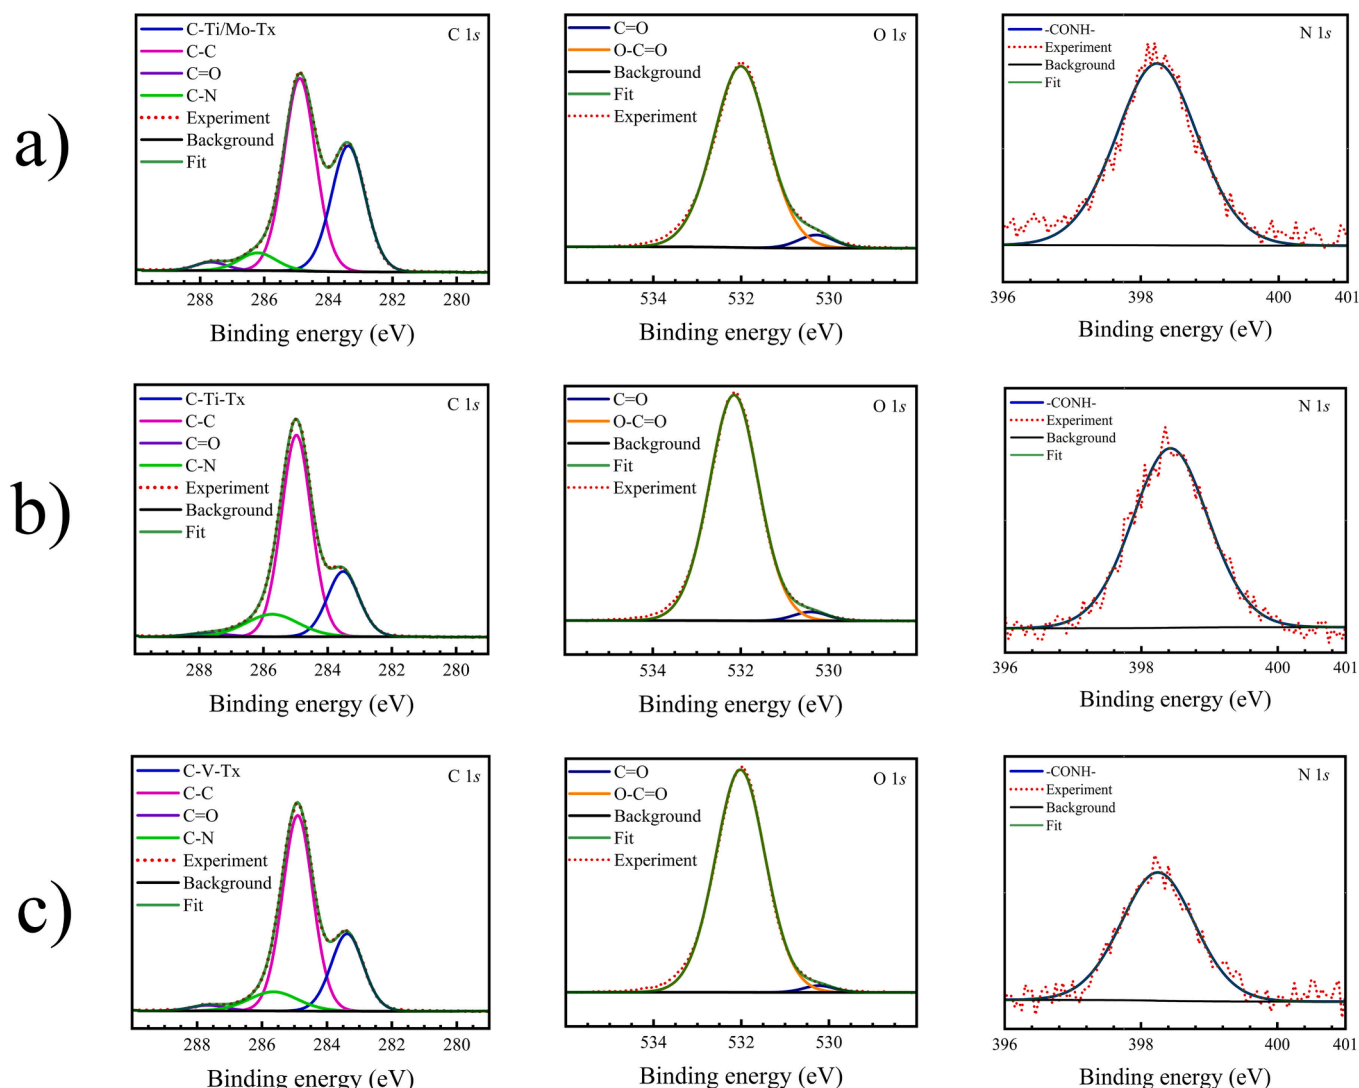 a)
C-Ti/Mo-Tx
C-C
C=O
C-N
Experiment
Background
Fit
C 1s
288 286 284 282 280
Binding energy (eV)
C=O
O-C=O
Background
Fit
Experiment
O 1s
534 532 530
Binding energy (eV)
-CONH-
Experiment
Background
Fit
N 1s
396 398 400 401
Binding energy (eV)
b)
C-Ti-Tx
C-C
C=O
C-N
Experiment
Background
Fit
C 1s
288 286 284 282 280
Binding energy (eV)
C=O
O-C=O
Background
Fit
Experiment
O 1s
534 532 530
Binding energy (eV)
-CONH-
Experiment
Background
Fit
N 1s
396 398 400 401
Binding energy (eV)
c)
C-V-Tx
C-C
C=O
C-N
Experiment
Background
Fit
C 1s
288 286 284 282 280
Binding energy (eV)
C=O
O-C=O
Background
Fit
Experiment
O 1s
534 532 530
Binding energy (eV)
-CONH-
Experiment
Background
Fit
N 1s
396 398 400 401
Binding energy (eV)